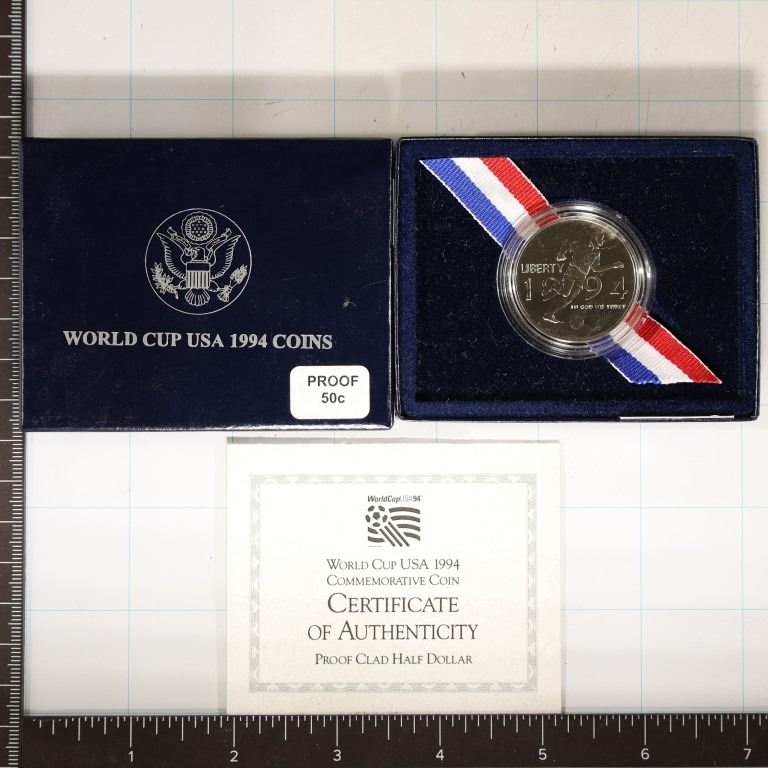 WORLD CUP USA 1994 COINS
PROOF
50c
LIBERTY
1994
IN GOD WE TRUST
WorldCupUSA94
WORLD CUP USA 1994
COMMEMORATIVE COIN
CERTIFICATE
OF AUTHENTICITY
PROOF CLAD HALF DOLLAR
1 2 3 4 5 6 7